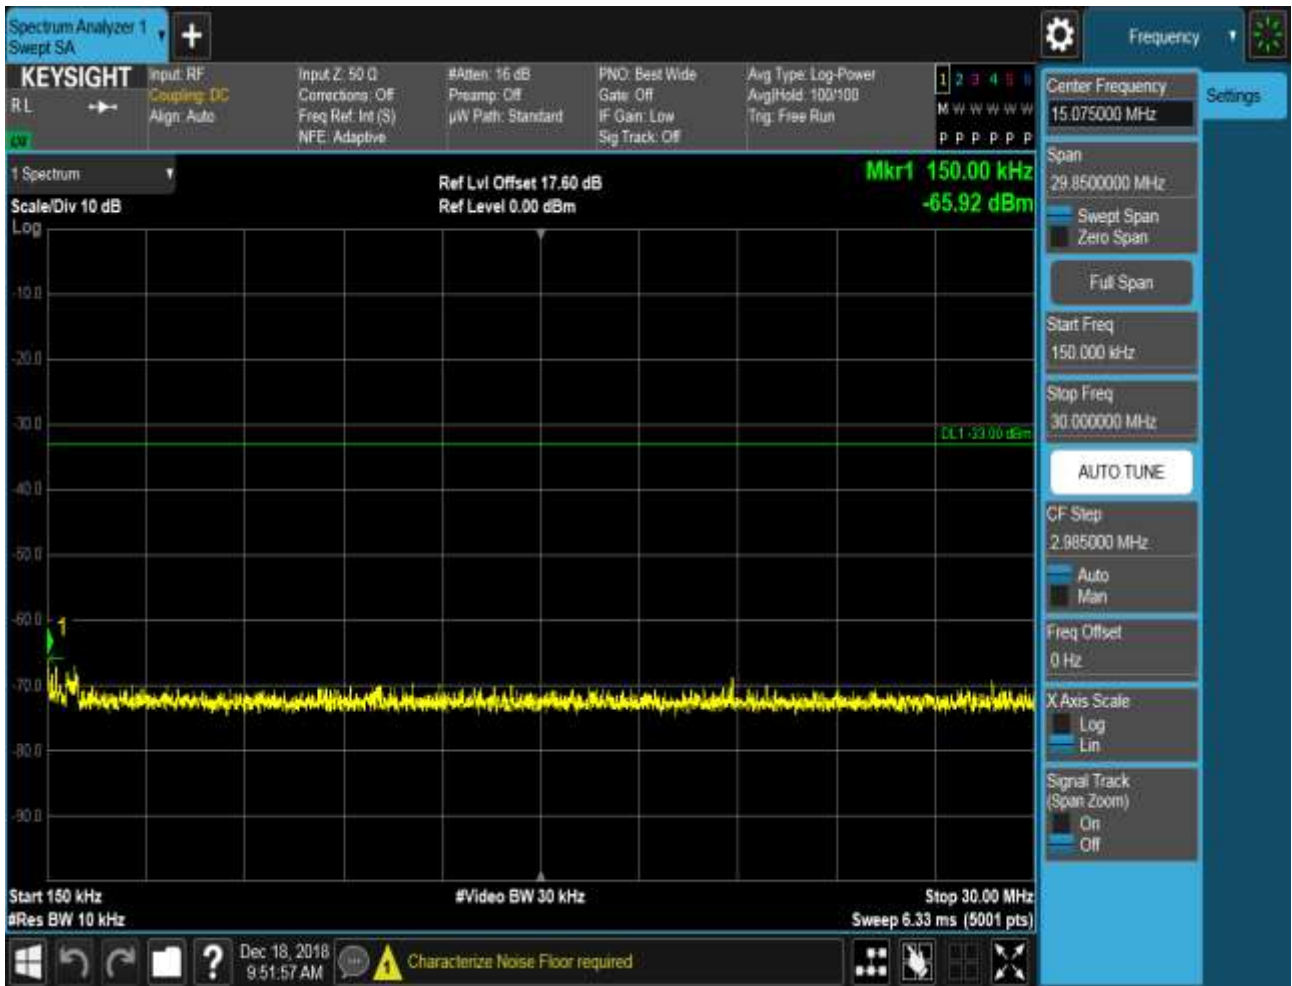 Spectrum Analyzer 1
Swept SA
Frequency
KEYSIGHT
RL
Input: RF
Coupling: DC
Align: Auto
Input Z: 50 Ω
Corrections: Off
Freq Ref: Int (S)
NFE: Adaptive
#Atten: 16 dB
Preamp: Off
µW Path: Standard
PNO: Best Wide
Gate: Off
IF Gain: Low
Sig Track: Off
Avg Type: Log-Power
Avg|Hold: 100/100
Trig: Free Run
1 2 3 4 5 6
M W W W W W
P P P P P P
1 Spectrum
Scale/Div 10 dB
Ref Lvl Offset 17.60 dB
Ref Level 0.00 dBm
Mkr1 150.00 kHz
-65.92 dBm
Log
-10.0
-20.0
-30.0
DL1 -33.00 dBm
-40.0
-50.0
-60.0
1
-70.0
-80.0
-90.0
Start 150 kHz
#Video BW 30 kHz
Stop 30.00 MHz
#Res BW 10 kHz
Sweep 6.33 ms (5001 pts)
Dec 18, 2018
9:51:57 AM
Characterize Noise Floor required
Center Frequency
15.075000 MHz
Settings
Span
29.8500000 MHz
Swept Span
Zero Span
Full Span
Start Freq
150.000 kHz
Stop Freq
30.000000 MHz
AUTO TUNE
CF Step
2.985000 MHz
Auto
Man
Freq Offset
0 Hz
X Axis Scale
Log
Lin
Signal Track
(Span Zoom)
On
Off